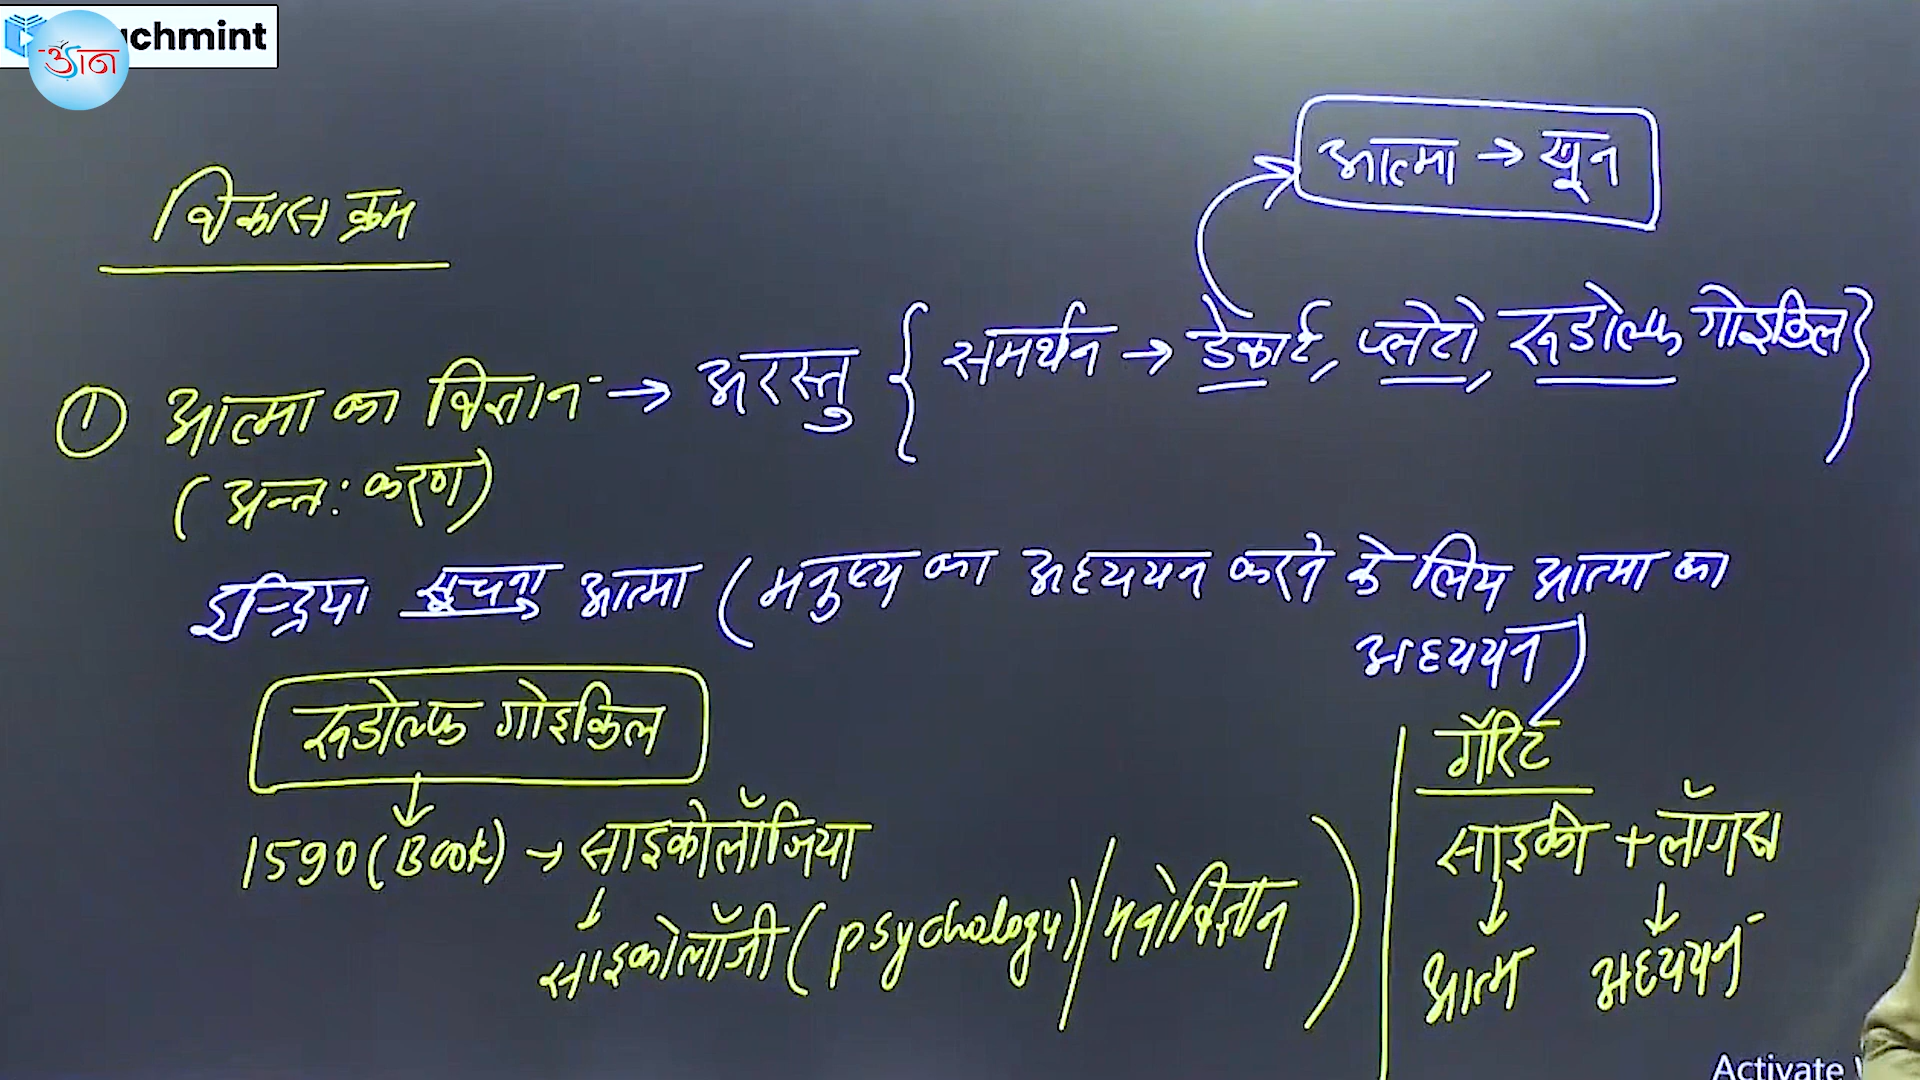 chmint
ज्ञान
आत्मा → खून
विकास क्रम
① आत्मा का विज्ञान → अरस्तु { समर्थन → डेकार्ट, प्लेटो, रूडोल्फ गोइकिल }
(अन्त: करण)
इन्द्रिया सूचना आत्मा ( मनुष्य का अध्ययन करने के लिय आत्मा का
अध्ययन )
रूडोल्फ गोइकिल
1590 (Book) → साइकोलॉजिया
साइकोलॉजी (psychology) / मनोविज्ञान )
गॅरिट
साइकी + लॉगस
आत्म अध्ययन
Activate